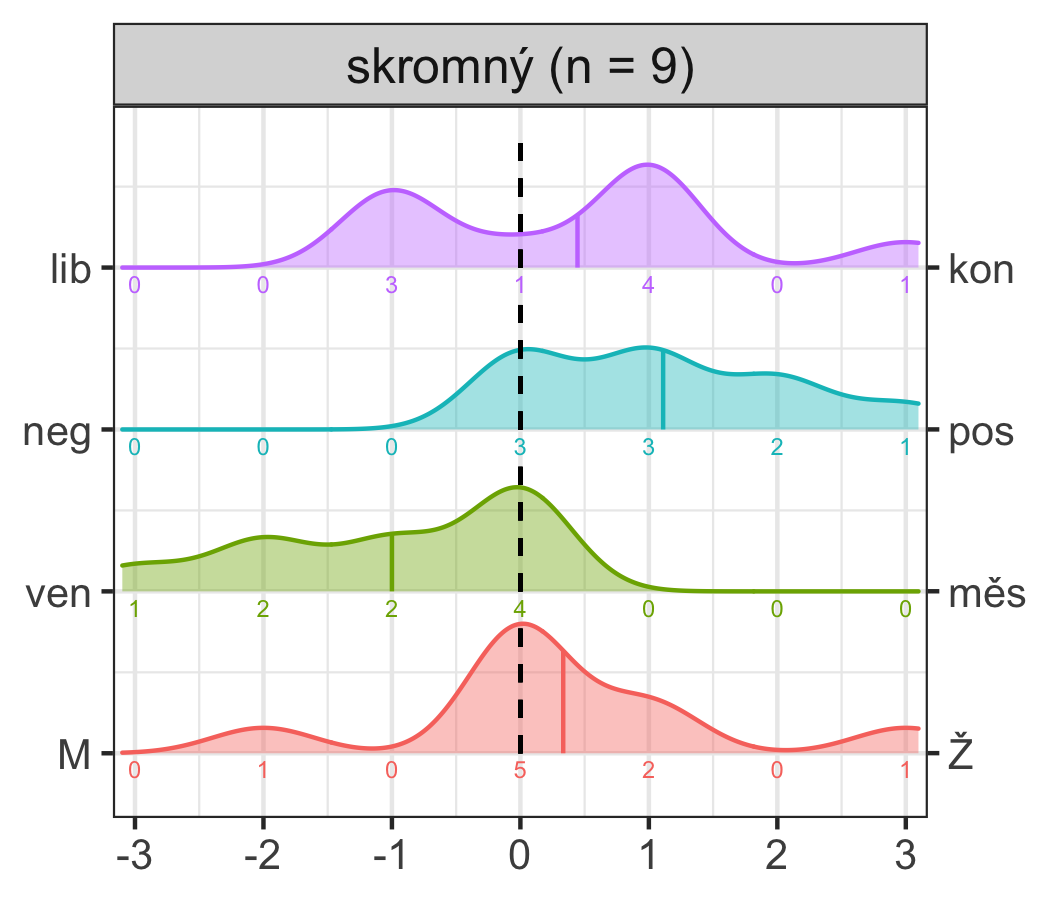 skromný (n = 9)
lib kon
0 0 3 1 4 0 1
neg pos
0 0 0 3 3 2 1
ven měs
1 2 2 4 0 0 0
M Ž
0 1 0 5 2 0 1
-3 -2 -1 0 1 2 3